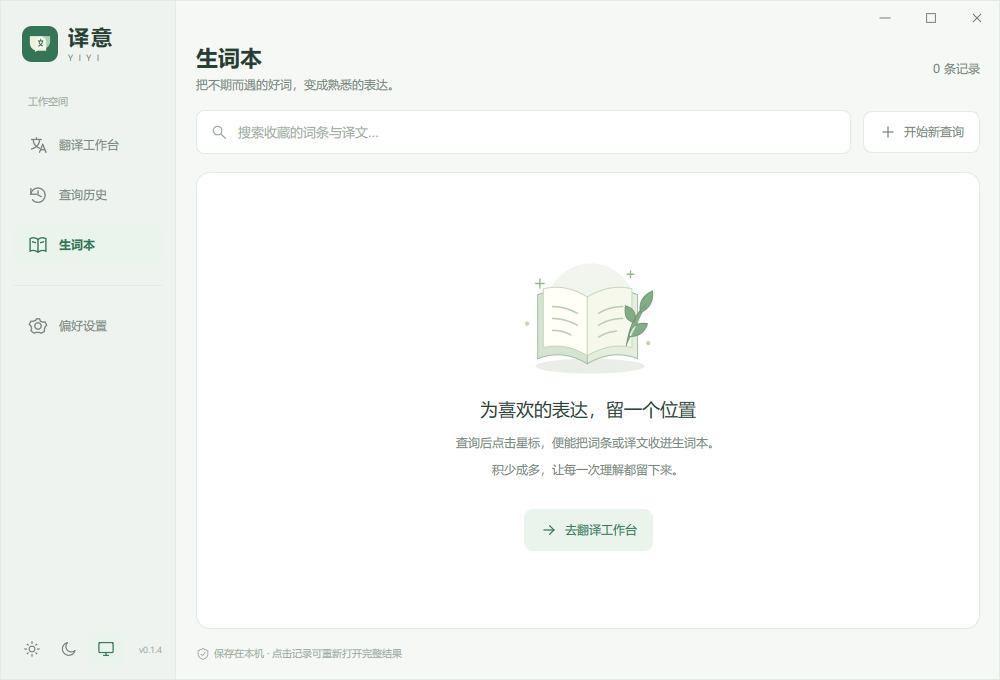 译意
YIYI
工作空间
翻译工作台
查询历史
生词本
偏好设置
v0.1.4
生词本
把不期而遇的好词，变成熟悉的表达。
0 条记录
搜索收藏的词条与译文...
开始新查询
为喜欢的表达，留一个位置
查询后点击星标，便能把词条或译文收进生词本。
积少成多，让每一次理解都留下来。
去翻译工作台
保存在本机 · 点击记录可重新打开完整结果